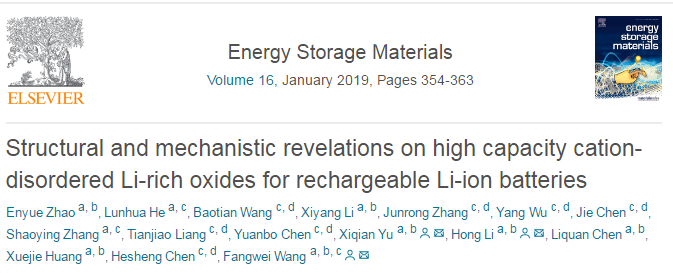 Energy Storage Materials
Volume 16, January 2019, Pages 354-363
ELSEVIER
energy
storage
materials
Structural and mechanistic revelations on high capacity cation-
disordered Li-rich oxides for rechargeable Li-ion batteries
Enyue Zhao a, b, Lunhua He a, c, Baotian Wang c, d, Xiyang Li a, b, Junrong Zhang c, d, Yang Wu c, d, Jie Chen c, d,
Shaoying Zhang a, c, Tianjiao Liang c, d, Yuanbo Chen c, d, Xiqian Yu a, b, Hong Li a, b, Liquan Chen a, b,
Xuejie Huang a, b, Hesheng Chen c, d, Fangwei Wang a, b, c